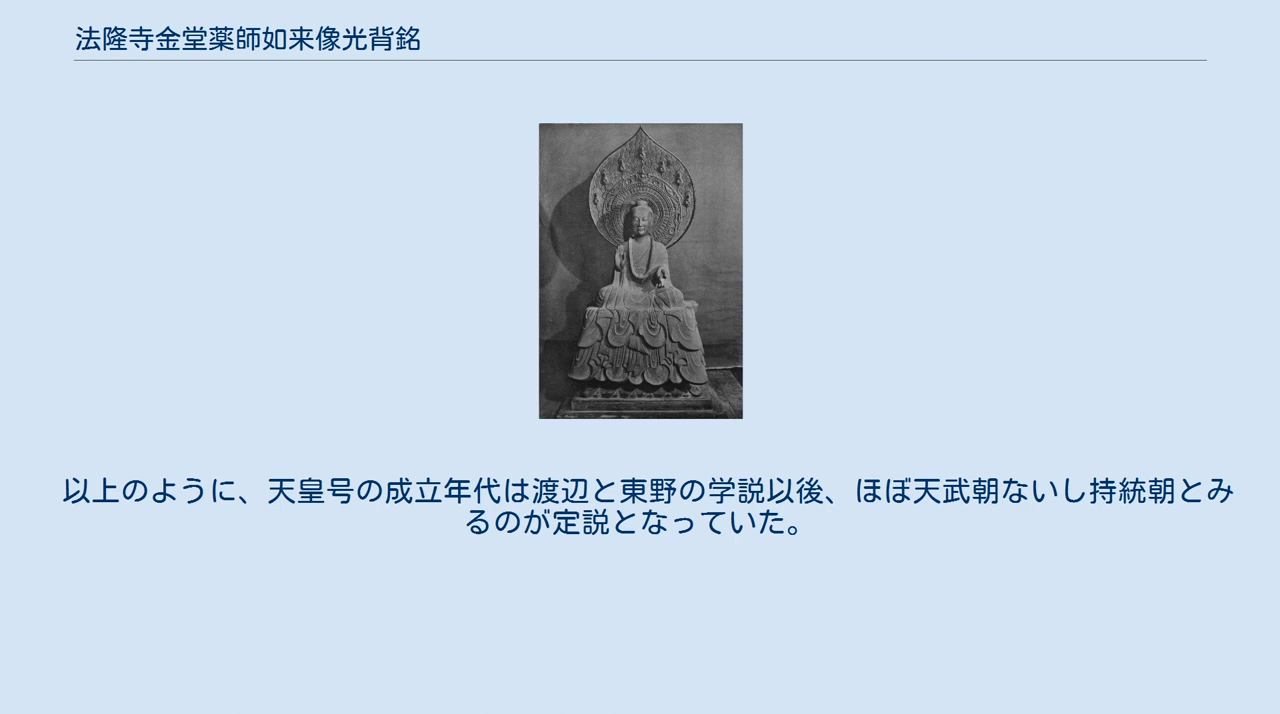 法隆寺金堂薬師如来像光背銘
以上のように、天皇号の成立年代は渡辺と東野の学説以後、ほぼ天武朝ないし持統朝とみ
るのが定説となっていた。